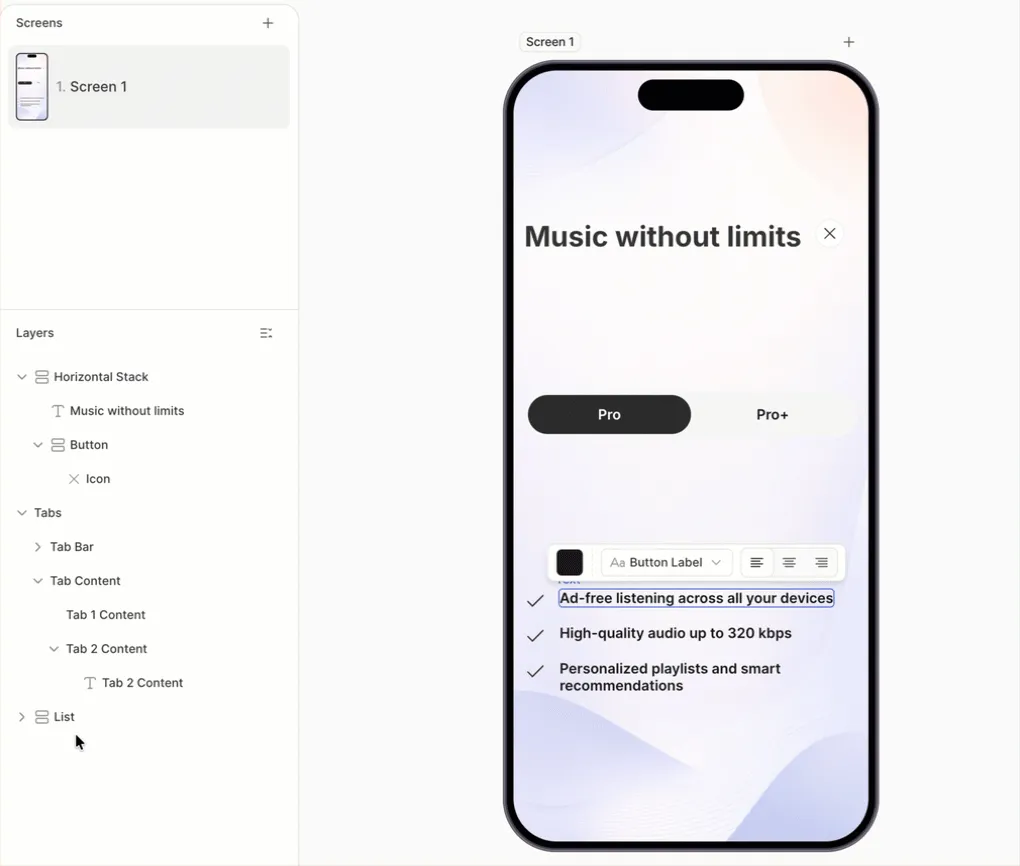 Screens
1. Screen 1
Layers
Horizontal Stack
Music without limits
Button
Icon
Tabs
Tab Bar
Tab Content
Tab 1 Content
Tab 2 Content
Tab 2 Content
List
Screen 1
Music without limits
Pro
Pro+
Aa Button Label
Text
Ad-free listening across all your devices
High-quality audio up to 320 kbps
Personalized playlists and smart
recommendations